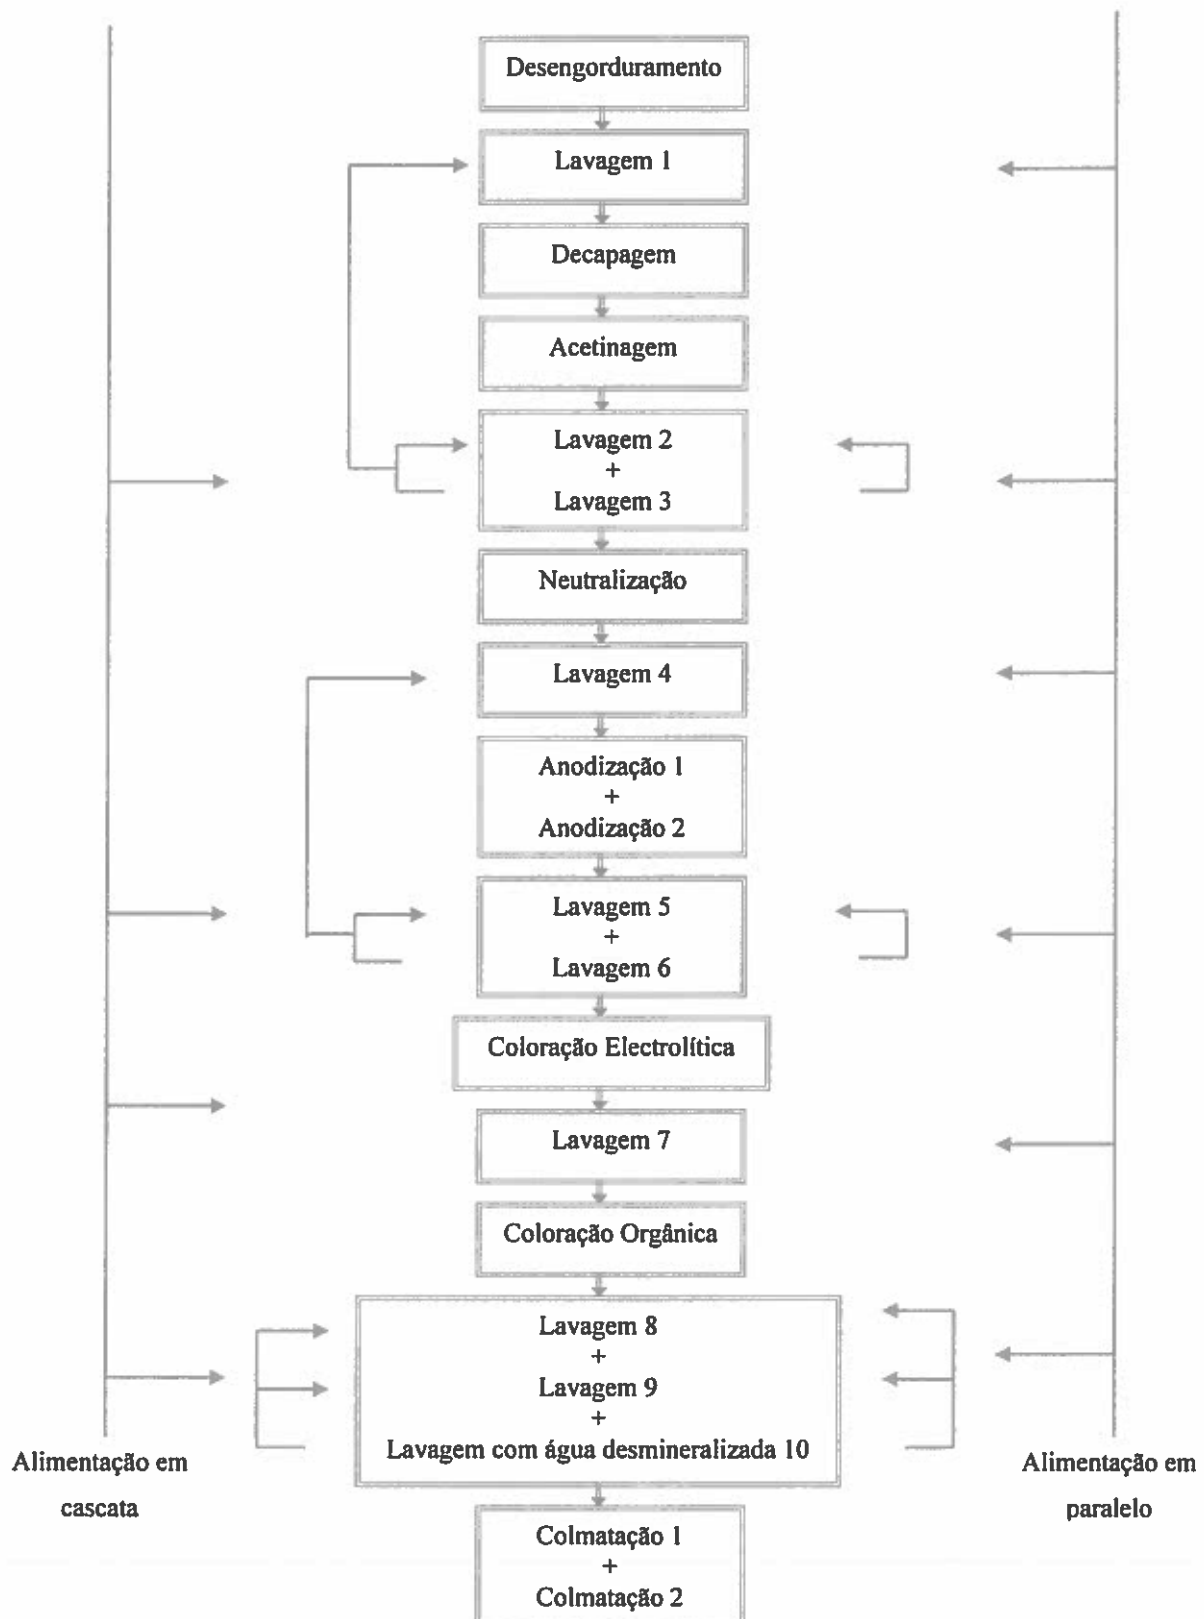 Desengorduramento
Lavagem 1
Decapagem
Acetinagem
Lavagem 2
+
Lavagem 3
Neutralização
Lavagem 4
Anodização 1
+
Anodização 2
Lavagem 5
+
Lavagem 6
Coloração Electrolítica
Lavagem 7
Coloração Orgânica
Lavagem 8
+
Lavagem 9
+
Lavagem com água desmineralizada 10
Alimentação em
cascata
Alimentação em
paralelo
Colmatação 1
+
Colmatação 2